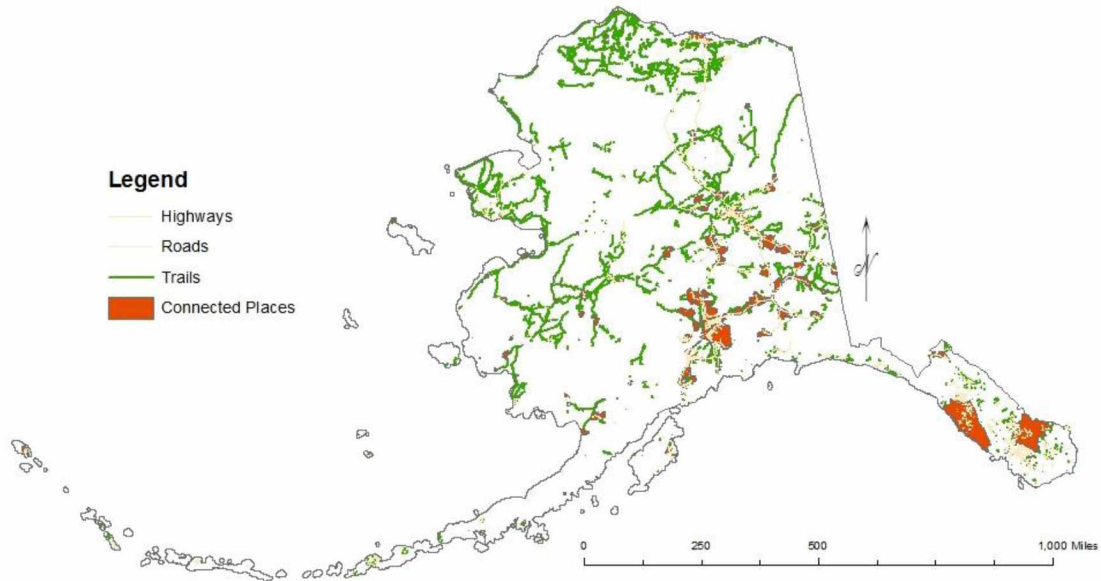 Legend
Highways
Roads
Trails
Connected Places
N
0 250 500 1,000 Miles